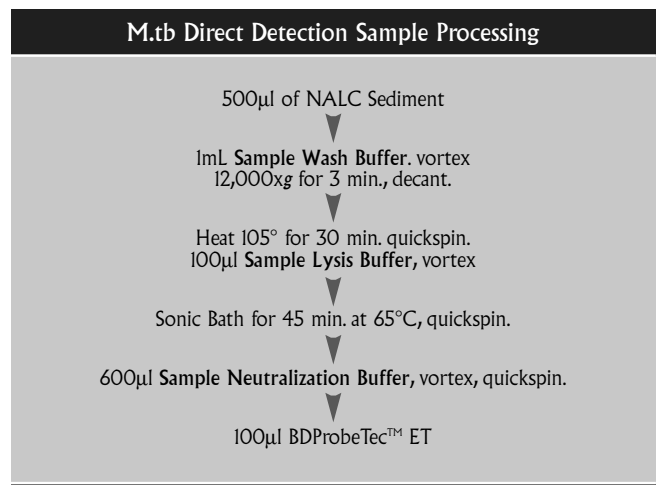 M.tb Direct Detection Sample Processing
500µl of NALC Sediment
1mL Sample Wash Buffer. vortex
12,000xg for 3 min., decant.
Heat 105° for 30 min. quickspin.
100µl Sample Lysis Buffer, vortex
Sonic Bath for 45 min. at 65°C, quickspin.
600µl Sample Neutralization Buffer, vortex, quickspin.
100µl BDProbeTec™ ET